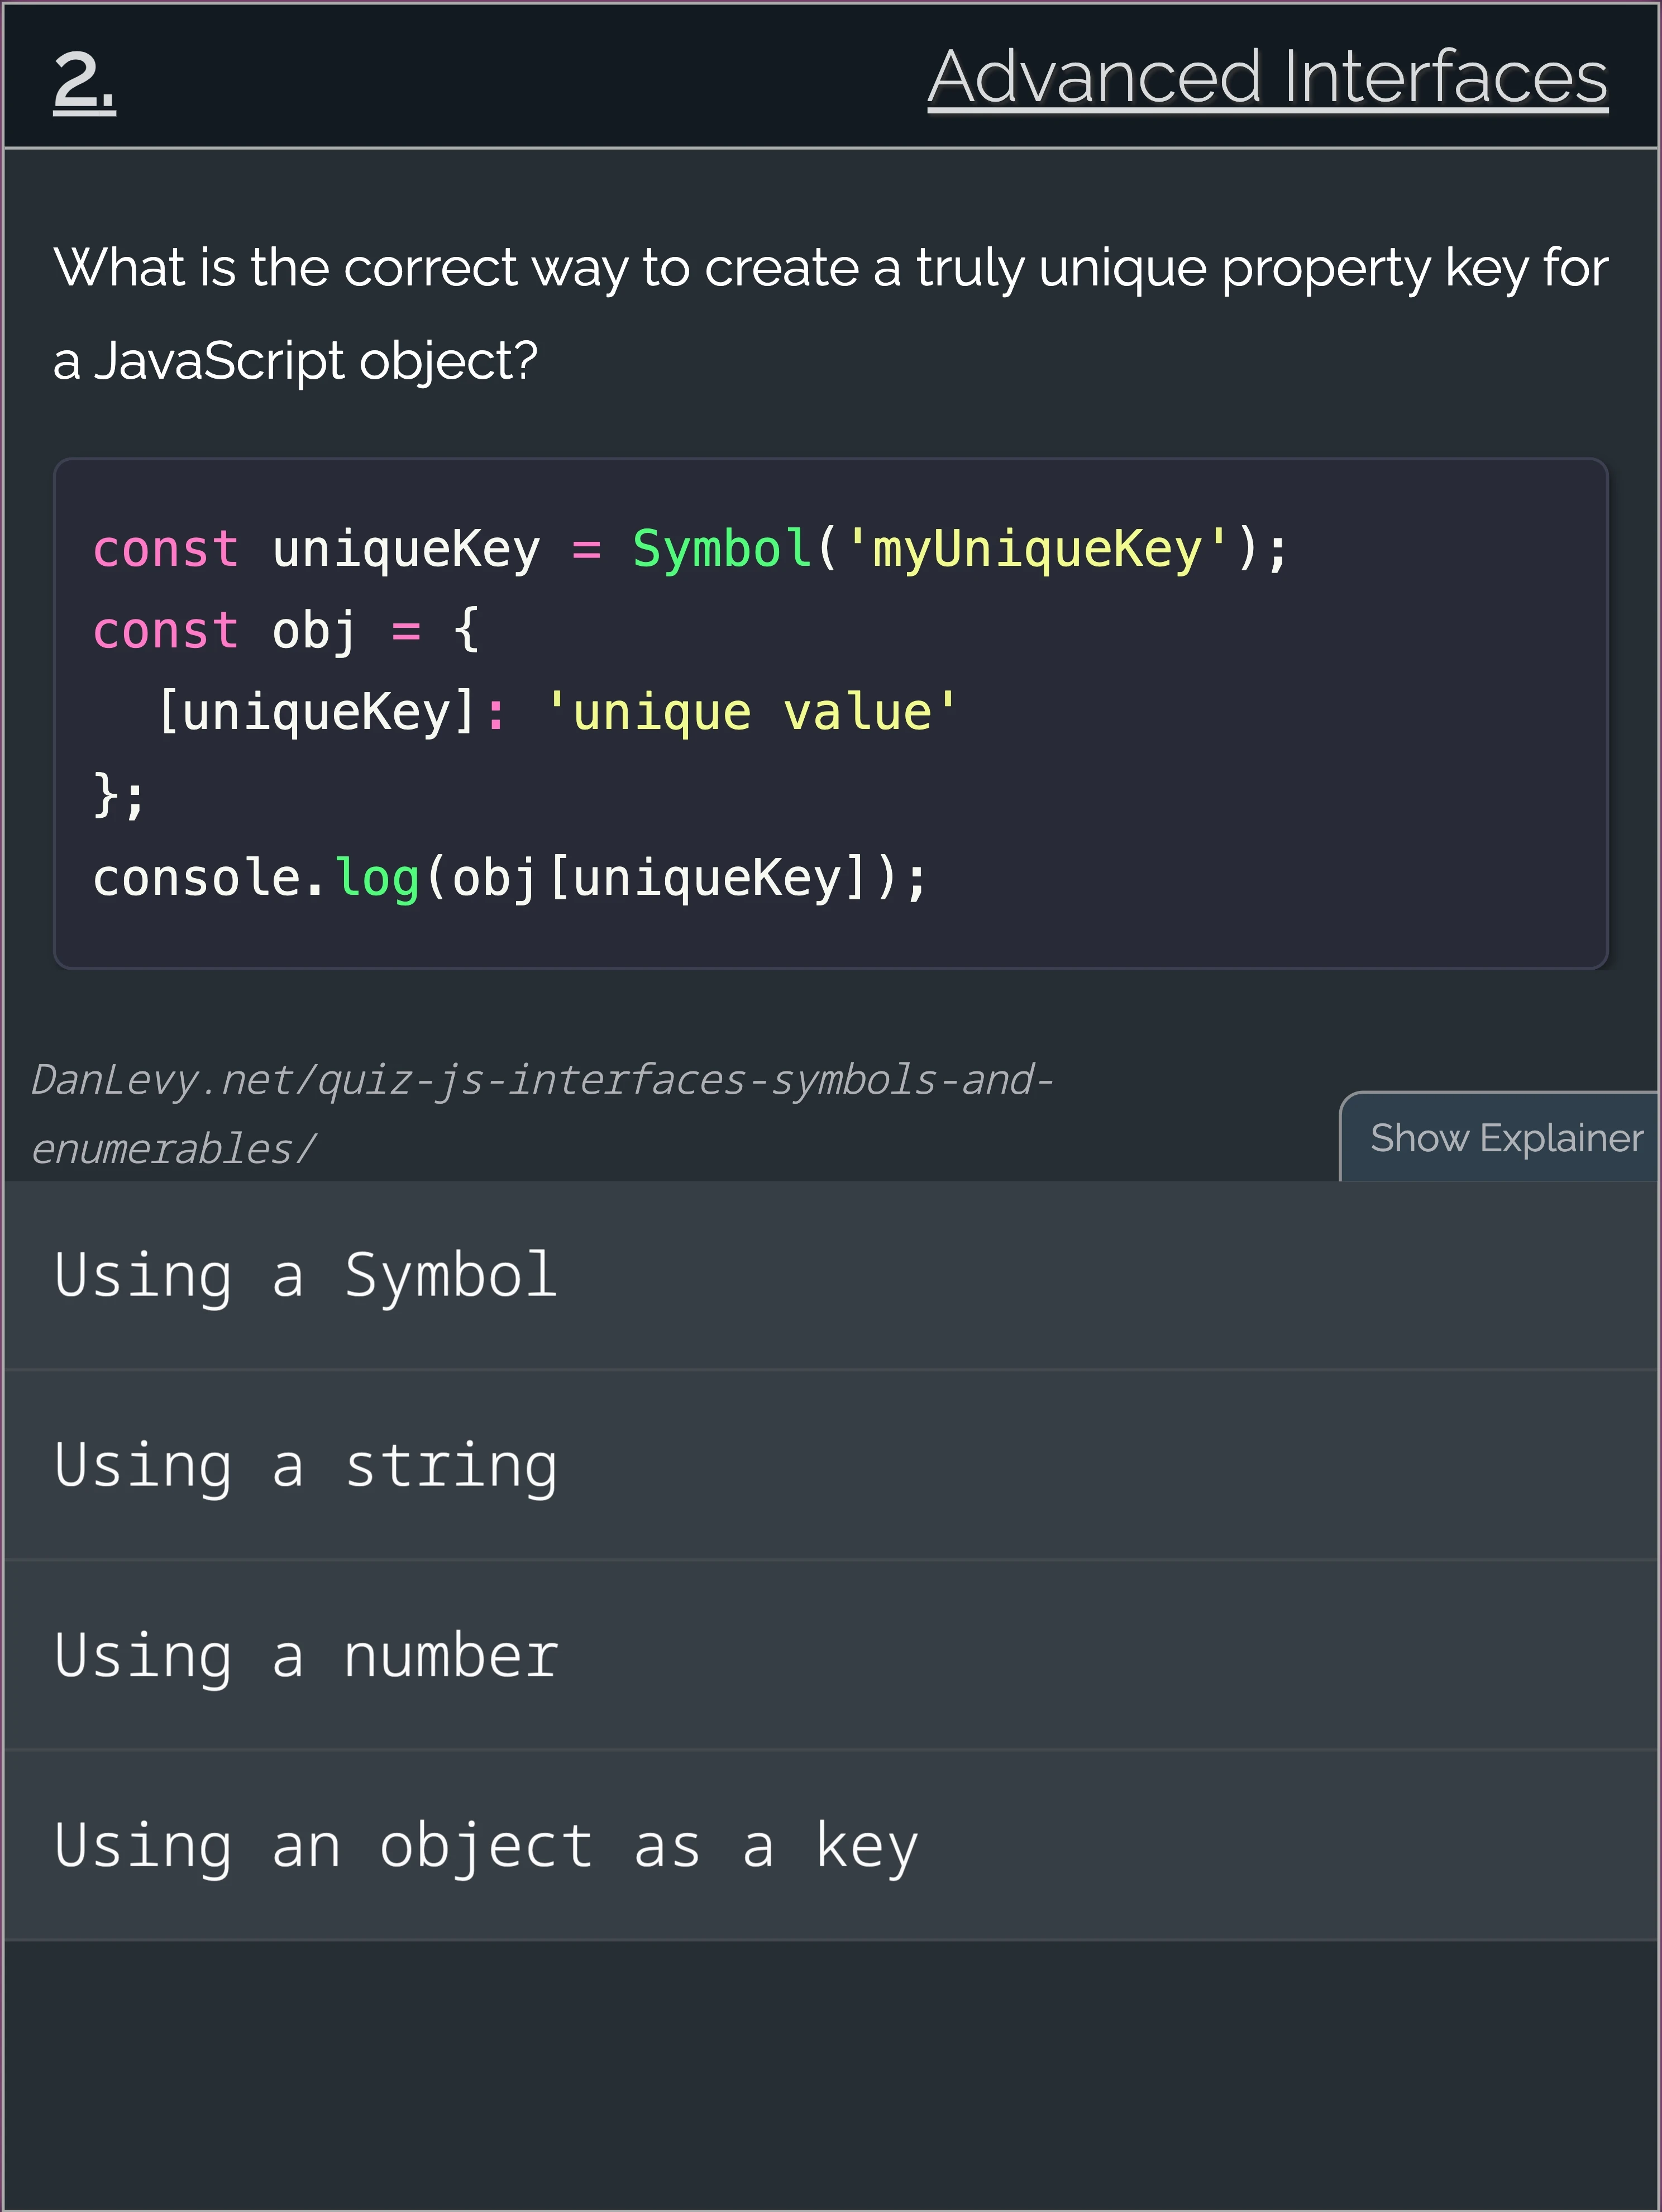 2.
Advanced Interfaces
What is the correct way to create a truly unique property key for
a JavaScript object?
const uniqueKey = Symbol('myUniqueKey');
const obj = {
  [uniqueKey]: 'unique value'
};
console.log(obj[uniqueKey]);
DanLevy.net/quiz-js-interfaces-symbols-and-
enumerables/
Show Explainer
Using a Symbol
Using a string
Using a number
Using an object as a key